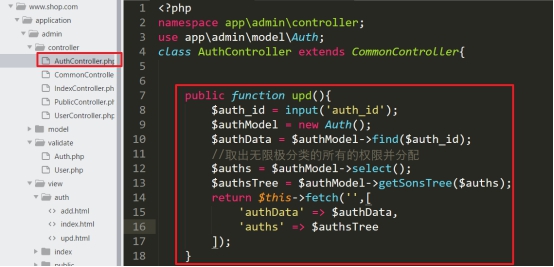 www.shop.com
application
admin
controller
AuthController.php
CommonControlle
IndexController.ph
PublicController.p
UserController.ph
model
validate
Auth.php
User.php
view
auth
add.html
index.html
upd.html
index
public
1 <?php
2 namespace app\admin\controller;
3 use app\admin\model\Auth;
4 class AuthController extends CommonController{
5
6
7 public function upd(){
8 $auth_id = input('auth_id');
9 $authModel = new Auth();
10 $authData = $authModel->find($auth_id);
11 //取出无限极分类的所有的权限并分配
12 $auths = $authModel->select();
13 $authsTree = $authModel->getSonsTree($auths);
14 return $this->fetch('',[
15 'authData' => $authData,
16 'auths' => $authsTree
17 ]);
18 }